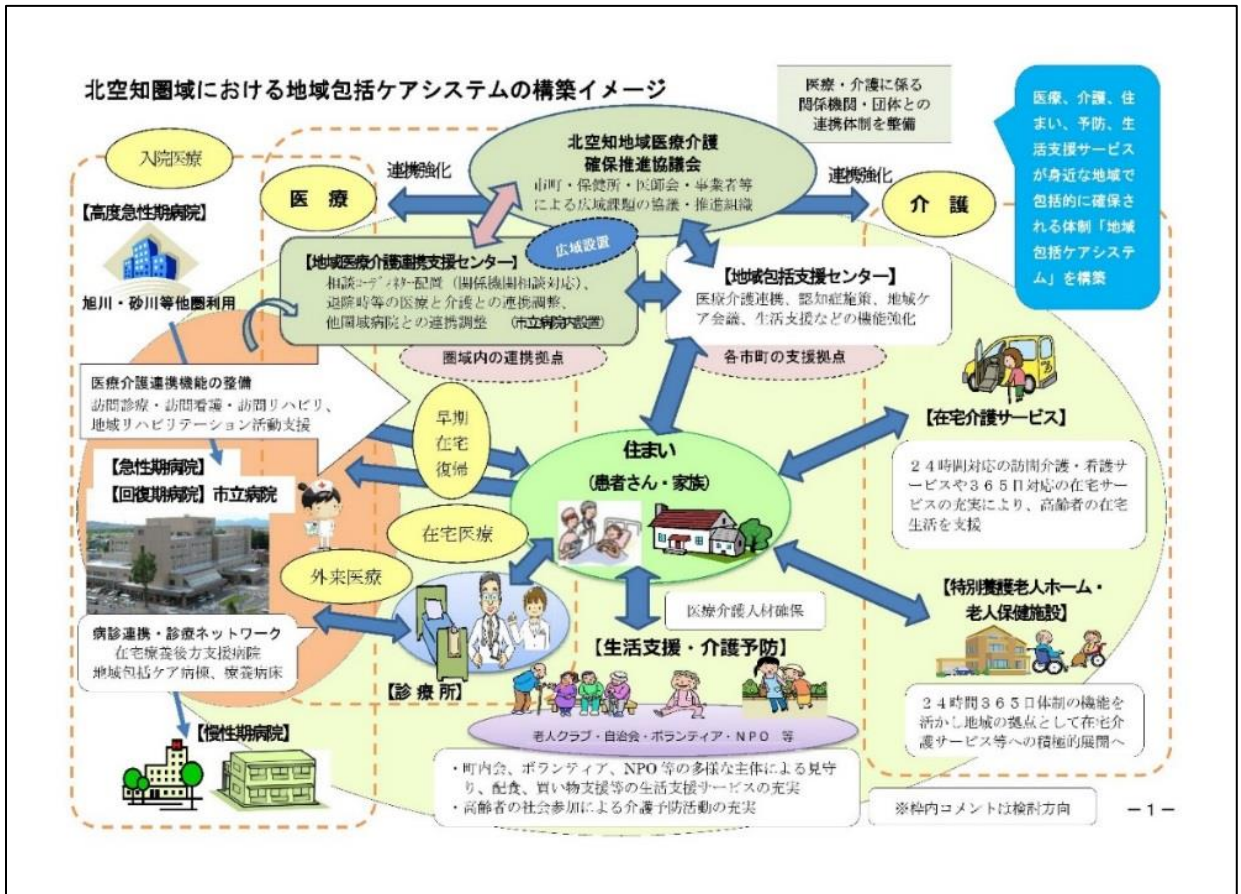 北空知圏域における地域包括ケアシステムの構築イメージ
医療・介護に係る
関係機関・団体との
連携体制を整備
医療、介護、住
まい、予防、生
活支援サービス
が身近な地域で
包括的に確保さ
れる体制「地域
包括ケアシステ
ム」を構築
北空知地域医療介護
確保推進協議会
市町・保健所・医師会・事業者等
による広域課題の協議・推進組織
入院医療
医 療
連携強化
連携強化
介 護
【高度急性期病院】
旭川・砂川等他圏利用
広域設置
【地域医療介護連携支援センター】
相談コーディネーター配置（関係機関相談対応）、
退院時等の医療と介護との連携調整、
他圏域病院との連携調整 （市立病院内設置）
【地域包括支援センター】
医療介護連携、認知症施策、地域ケ
ア会議、生活支援などの機能強化
圏域内の連携拠点
各市町の支援拠点
医療介護連携機能の整備
訪問診療・訪問看護・訪問リハビリ、
地域リハビリテーション活動支援
早期
在宅
復帰
住まい
（患者さん・家族）
【在宅介護サービス】
２４時間対応の訪問介護・看護サ
ービスや３６５日対応の在宅サー
ビスの充実により、高齢者の在宅
生活を支援
【急性期病院】
【回復期病院】市立病院
在宅医療
外来医療
【特別養護老人ホーム・
老人保健施設】
２４時間３６５日体制の機能を
活かし地域の拠点として在宅介
護サービス等への積極的展開へ
医療介護人材確保
病診連携・診療ネットワーク
在宅療養後方支援病院
地域包括ケア病棟、療養病床
【診 療 所】
【生活支援・介護予防】
老人クラブ・自治会・ボランティア・NPO 等
【慢性期病院】
・町内会、ボランティア、NPO 等の多様な主体による見守
り、配食、買い物支援等の生活支援サービスの充実
・高齢者の社会参加による介護予防活動の充実
※枠内コメントは検討方向
－1－